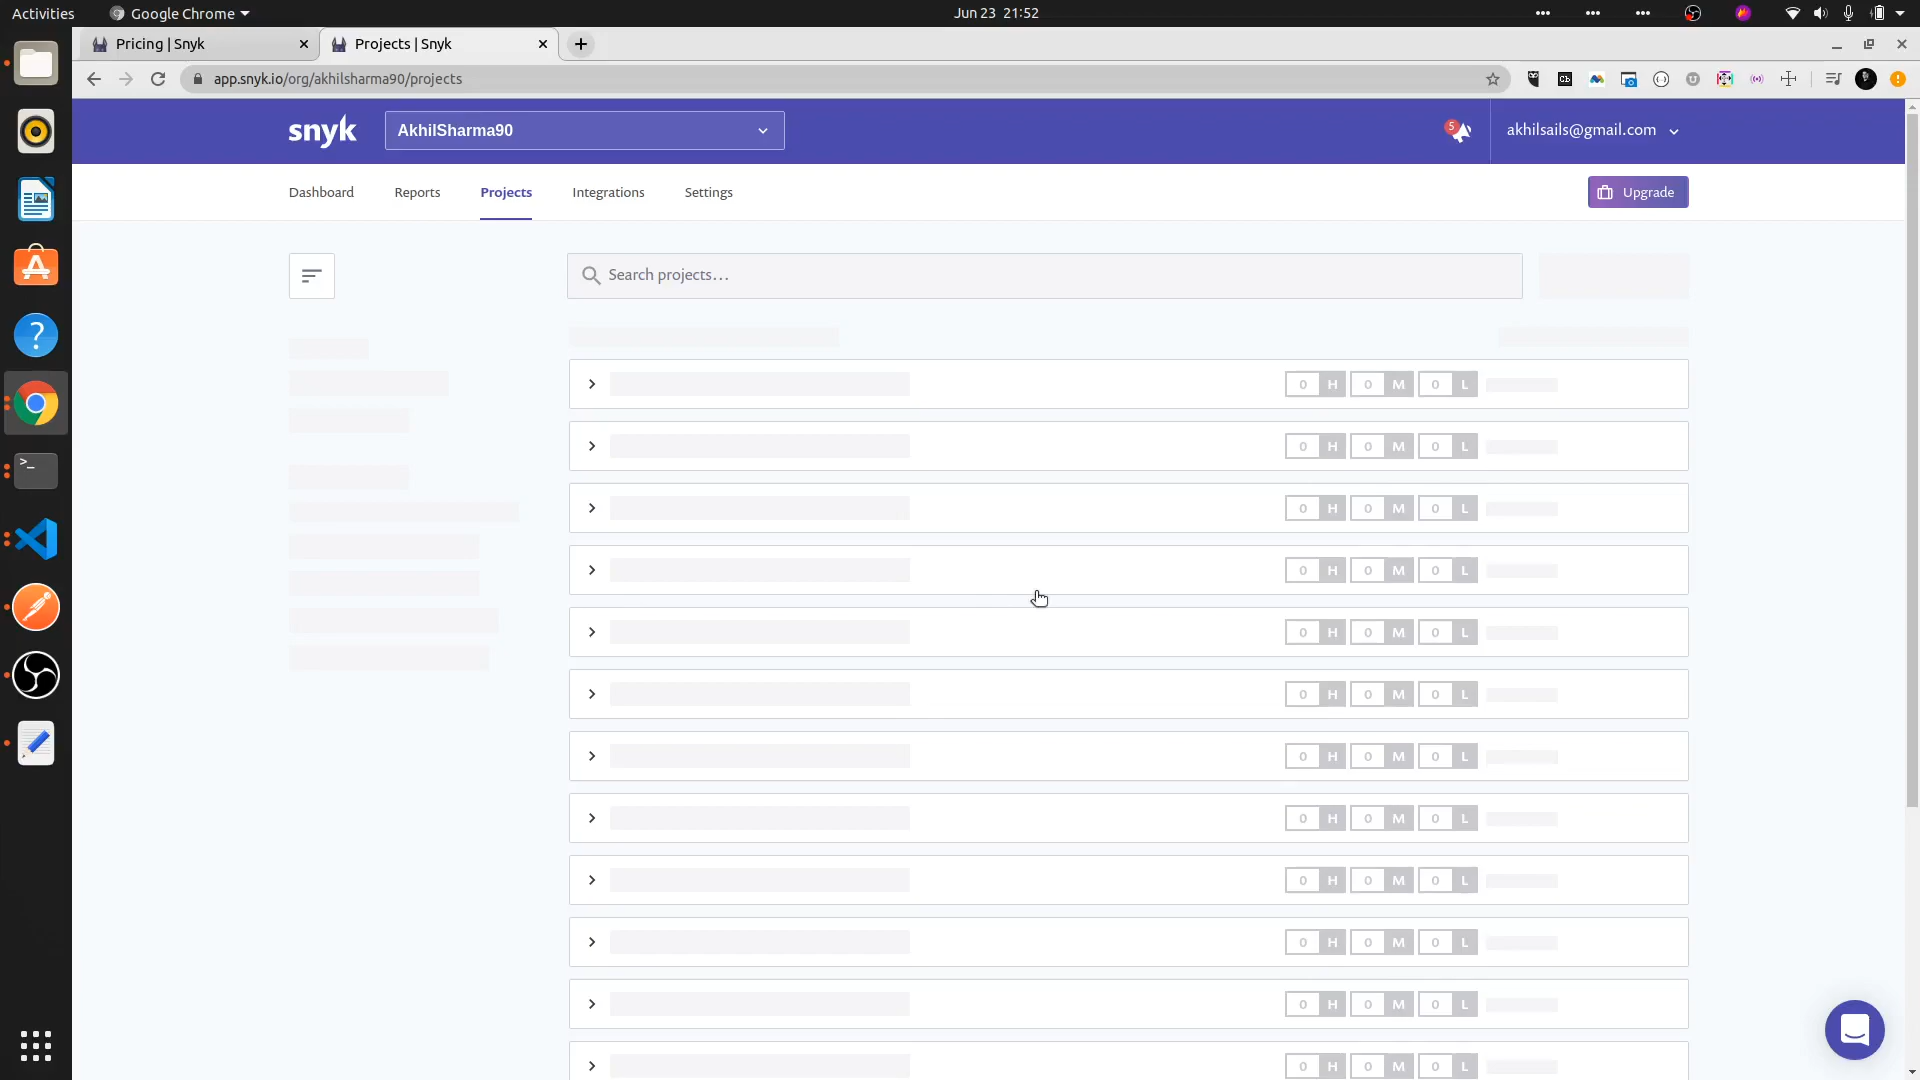 Activities
Google Chrome
Jun 23 21:52
Pricing | Snyk
Projects | Snyk
app.snyk.io/org/akhilsharma90/projects
snyk
AkhilSharma90
5
akhilsails@gmail.com
Dashboard
Reports
Projects
Integrations
Settings
Upgrade
Search projects...
0 H 0 M 0 L
0 H 0 M 0 L
0 H 0 M 0 L
0 H 0 M 0 L
0 H 0 M 0 L
0 H 0 M 0 L
0 H 0 M 0 L
0 H 0 M 0 L
0 H 0 M 0 L
0 H 0 M 0 L
0 H 0 M 0 L
0 H 0 M 0 L